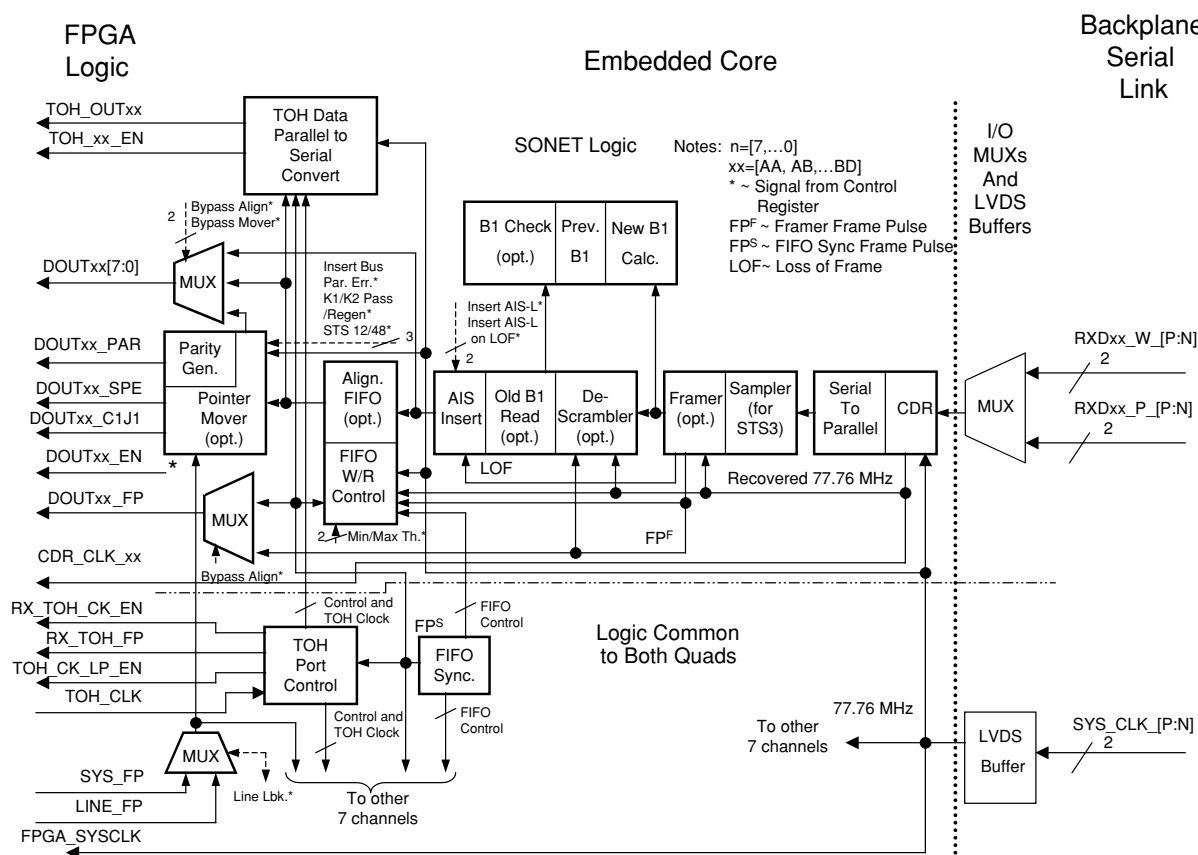 FPGA
Logic
Embedded Core
Backplane
Serial
Link
TOH_OUTxx
TOH_xx_EN
TOH Data
Parallel to
Serial
Convert
SONET Logic
Notes: n=[7,...0]
xx=[AA, AB,...BD]
* ~ Signal from Control
Register
FPF ~ Framer Frame Pulse
FPS ~ FIFO Sync Frame Pulse
LOF~ Loss of Frame
I/O
MUXs
And
LVDS
Buffers
2
Bypass Align*
Bypass Mover*
B1 Check
(opt.)
Prev.
B1
New B1
Calc.
DOUTxx[7:0]
MUX
Insert Bus
Par. Err.*
K1/K2 Pass
/Regen*
STS 12/48*
3
Insert AIS-L*
Insert AIS-L
on LOF*
2
DOUTxx_PAR
DOUTxx_SPE
DOUTxx_C1J1
DOUTxx_EN
*
Parity
Gen.
Pointer
Mover
(opt.)
Align.
FIFO
(opt.)
FIFO
W/R
Control
AIS
Insert
Old B1
Read
(opt.)
De-
Scrambler
(opt.)
Framer
(opt.)
Sampler
(for
STS3)
Serial
To
Parallel
CDR
MUX
RXDxx_W_[P:N]
2
RXDxx_P_[P:N]
2
LOF
Recovered 77.76 MHz
DOUTxx_FP
MUX
2
Min/Max Th.*
FPF
Bypass Align*
CDR_CLK_xx
RX_TOH_CK_EN
RX_TOH_FP
TOH_CK_LP_EN
TOH_CLK
Control and
TOH Clock
FIFO
Control
TOH
Port
Control
FPS
FIFO
Sync.
Logic Common
to Both Quads
Control and
TOH Clock
FIFO
Control
MUX
Line Lbk.*
SYS_FP
LINE_FP
To other
7 channels
FPGA_SYSCLK
77.76 MHz
To other
7 channels
LVDS
Buffer
SYS_CLK_[P:N]
2